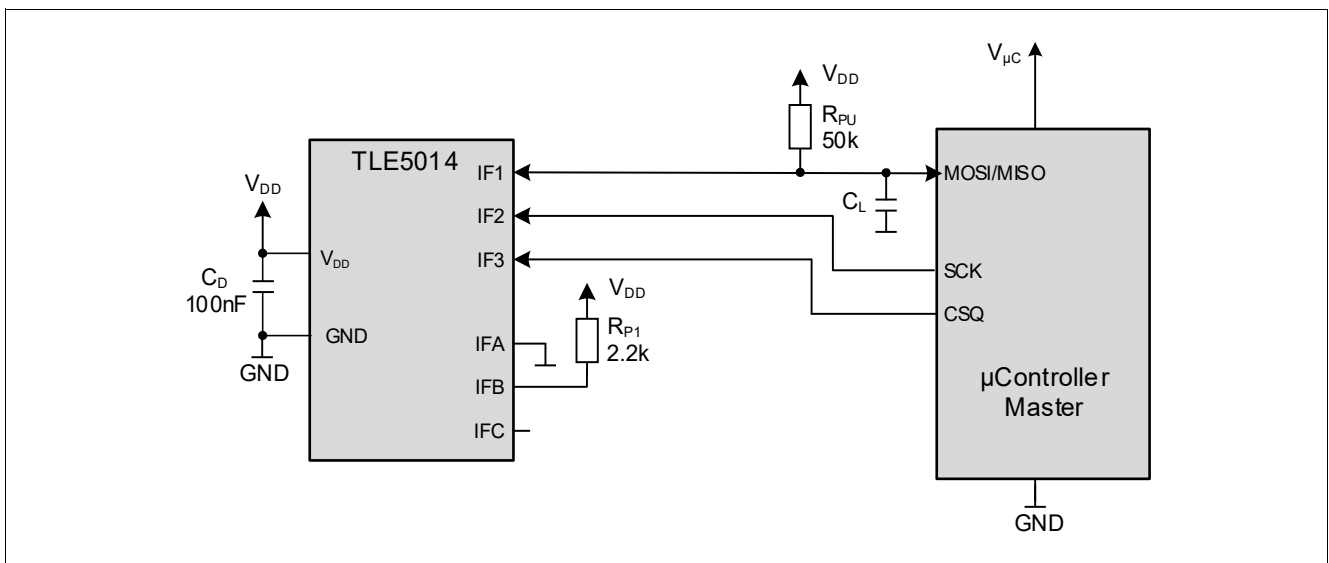 VµC
VDD
RPU
50k
TLE5014
IF1
MOSI/MISO
VDD
CL
IF2
VDD
IF3
SCK
CD
100nF
VDD
CSQ
RP1
2.2k
GND
IFA
GND
IFB
µController
Master
IFC
GND